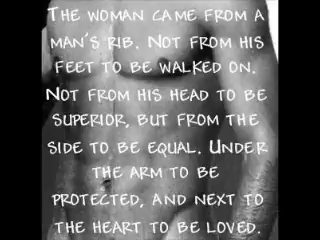 The woman came from a
man's rib. Not from his
feet to be walked on.
Not from his head to be
superior, but from the
side to be equal. Under
the arm to be
protected, and next to
the heart to be loved.